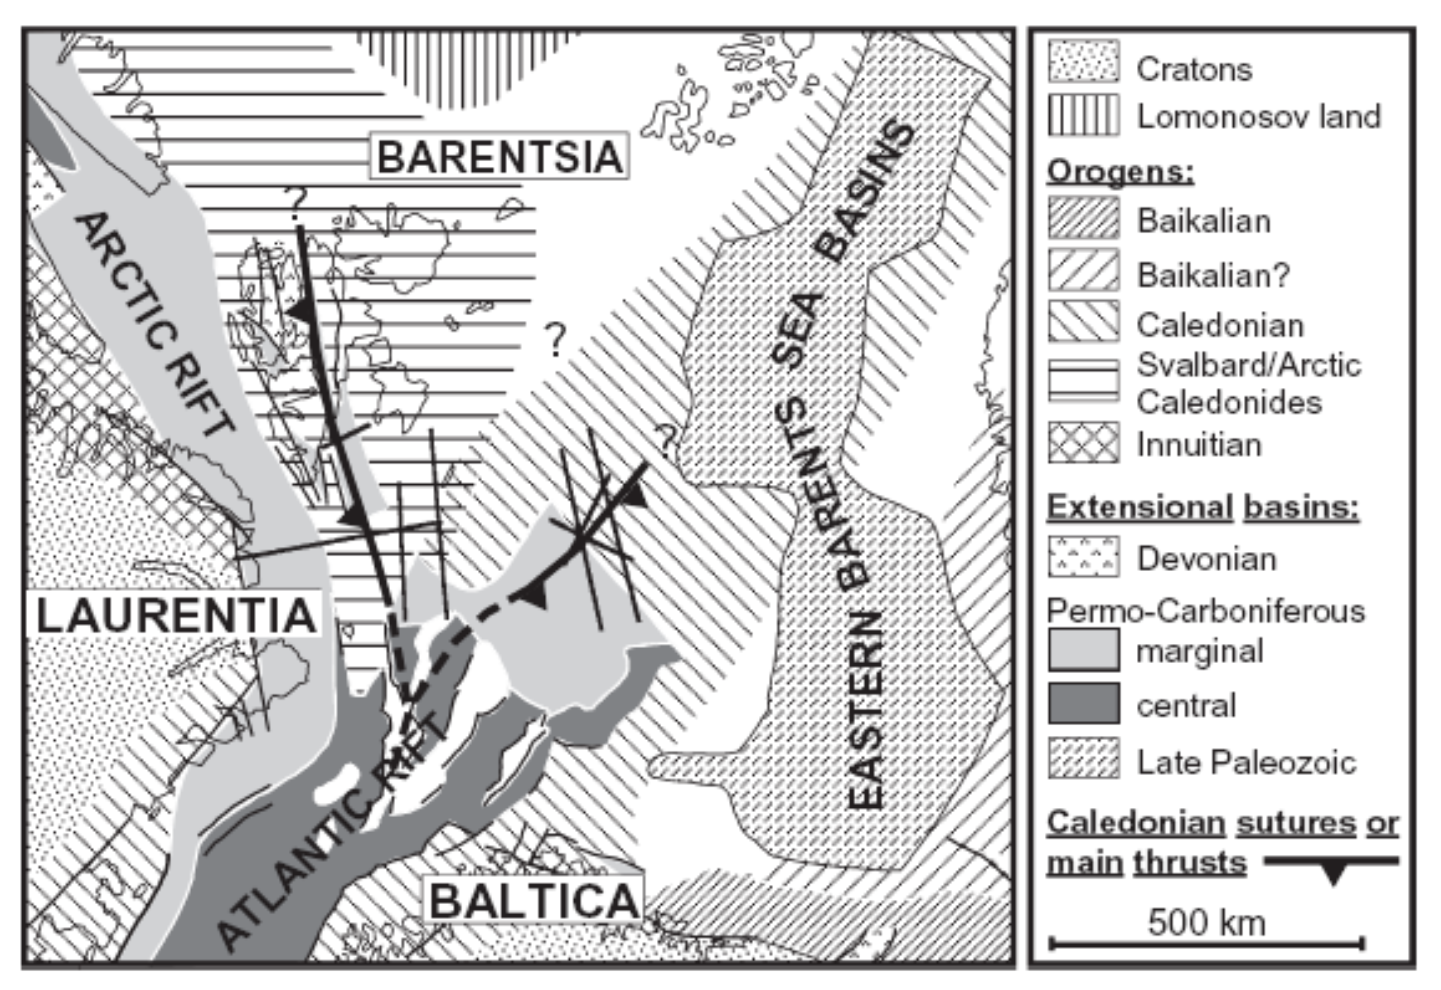 BARENTSIA
?
ARCTIC RIFT
?
?
EASTERN BARENTS SEA BASINS
LAURENTIA
ATLANTIC RIFT
BALTICA
Cratons
Lomonosov land
Orogens:
Baikalian
Baikalian?
Caledonian
Svalbard/Arctic
Caledonides
Innuitian
Extensional basins:
Devonian
Permo-Carboniferous
marginal
central
Late Paleozoic
Caledonian sutures or
main thrusts
500 km